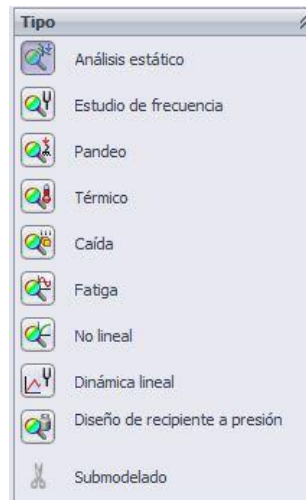 Tipo
Análisis estático
Estudio de frecuencia
Pandeo
Térmico
Caída
Fatiga
No lineal
Dinámica lineal
Diseño de recipiente a presión
Submodelado